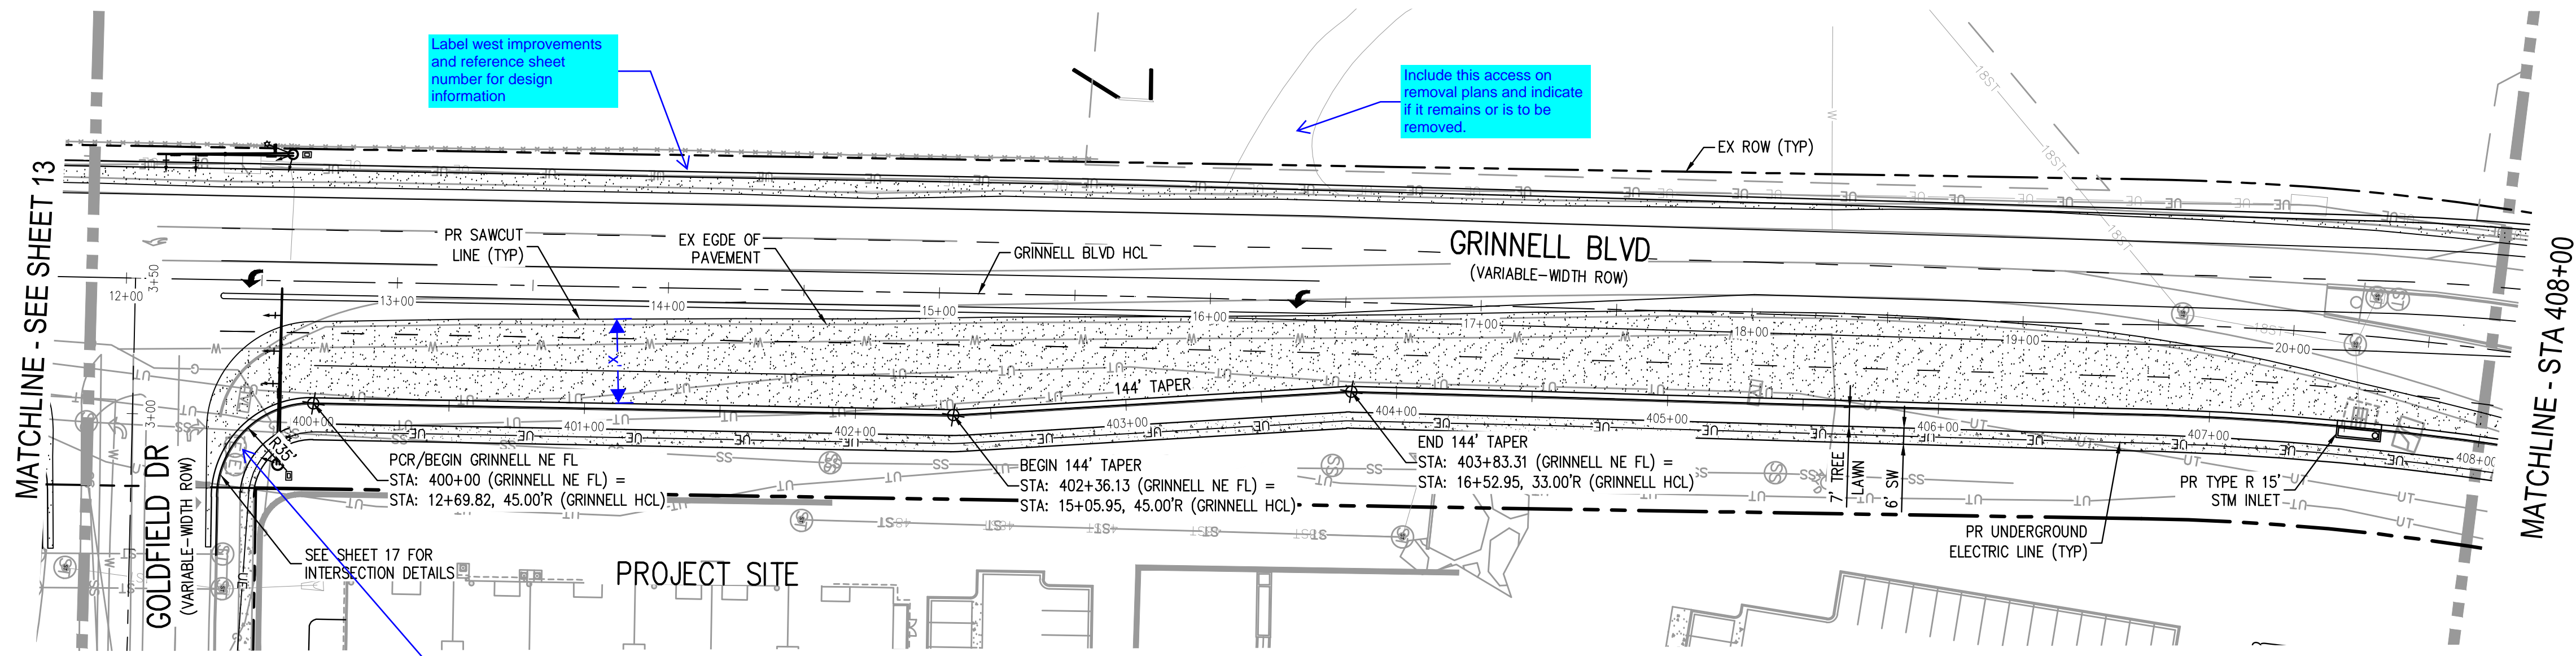 Label west improvements
and reference sheet
number for design
information
Include this access on
removal plans and indicate
if it remains or is to be
removed.
EX ROW (TYP)
MATCHLINE - SEE SHEET 13
PR SAWCUT
LINE (TYP)
EX EGDE OF
PAVEMENT
GRINNELL BLVD HCL
GRINNELL BLVD
(VARIABLE-WIDTH ROW)
MATCHLINE - STA 408+00
12+00
3+50
13+00
14+00
15+00
16+00
17+00
18+00
19+00
20+00
X
144' TAPER
3+00
400+00
401+00
402+00
403+00
404+00
405+00
406+00
407+00
408+00
R35'
GOLDFIELD DR
(VARIABLE-WIDTH ROW)
PCR/BEGIN GRINNELL NE FL
STA: 400+00 (GRINNELL NE FL) =
STA: 12+69.82, 45.00'R (GRINNELL HCL)
BEGIN 144' TAPER
STA: 402+36.13 (GRINNELL NE FL) =
STA: 15+05.95, 45.00'R (GRINNELL HCL)
END 144' TAPER
STA: 403+83.31 (GRINNELL NE FL) =
STA: 16+52.95, 33.00'R (GRINNELL HCL)
7' TREE
LAWN
6' SW
PR TYPE R 15'
STM INLET
PR UNDERGROUND
ELECTRIC LINE (TYP)
SEE SHEET 17 FOR
INTERSECTION DETAILS
PROJECT SITE